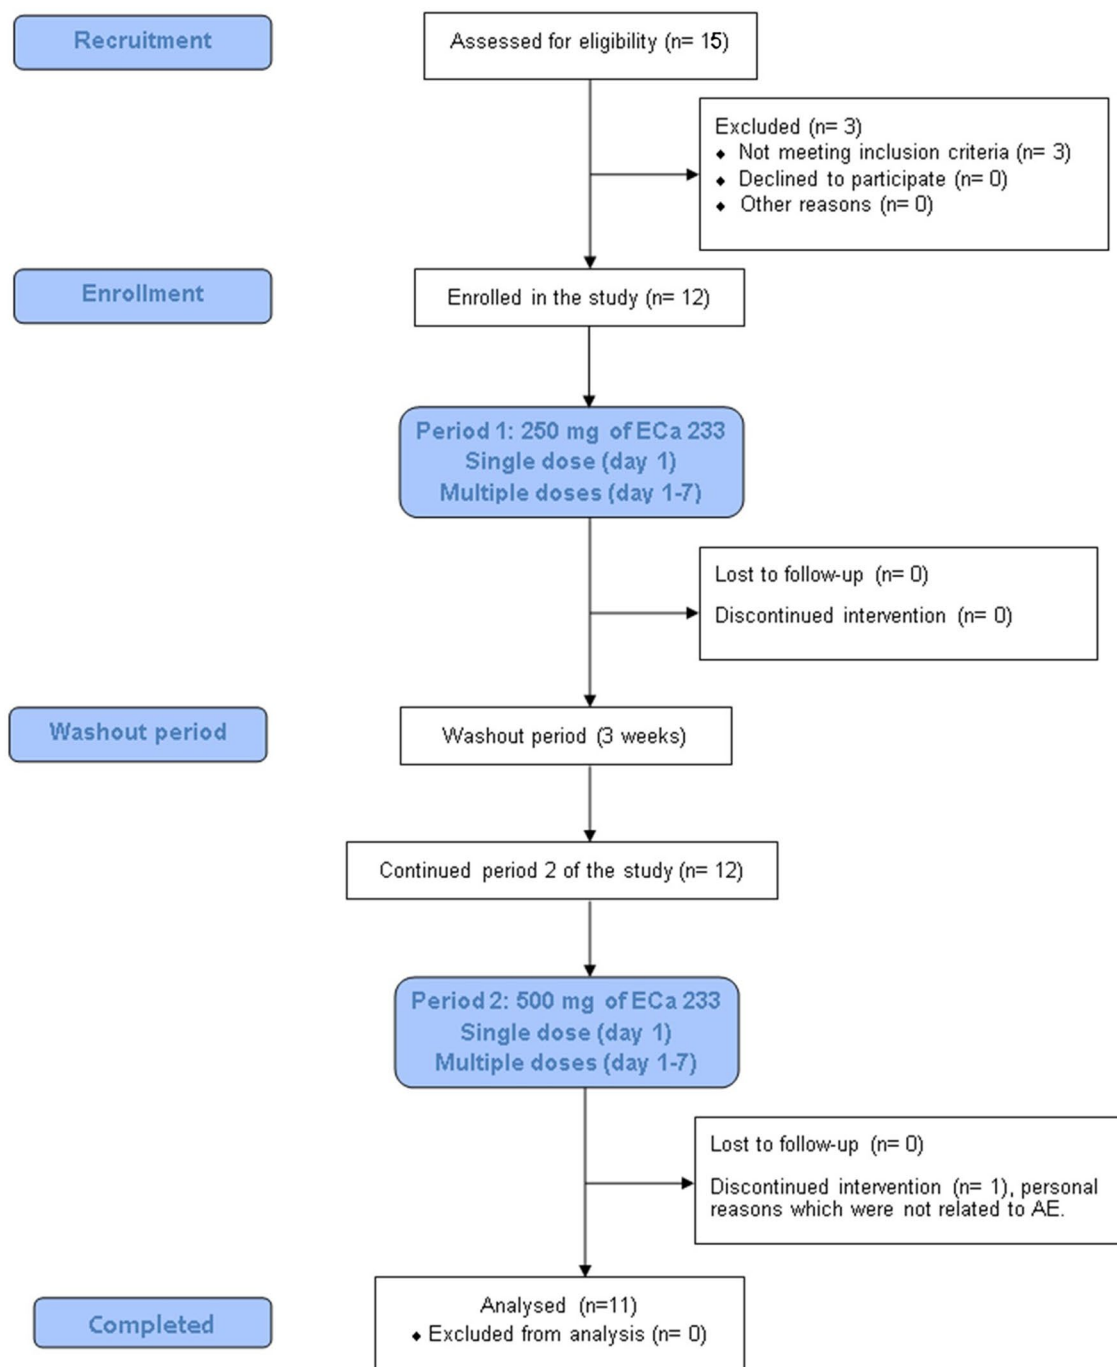 Recruitment
Assessed for eligibility (n= 15)
Excluded (n= 3)
♦ Not meeting inclusion criteria (n= 3)
♦ Declined to participate (n= 0)
♦ Other reasons (n= 0)
Enrollment
Enrolled in the study (n= 12)
Period 1: 250 mg of ECa 233
Single dose (day 1)
Multiple doses (day 1-7)
Lost to follow-up (n= 0)
Discontinued intervention (n= 0)
Washout period
Washout period (3 weeks)
Continued period 2 of the study (n= 12)
Period 2: 500 mg of ECa 233
Single dose (day 1)
Multiple doses (day 1-7)
Lost to follow-up (n= 0)
Discontinued intervention (n= 1), personal
reasons which were not related to AE.
Completed
Analysed (n=11)
♦ Excluded from analysis (n= 0)